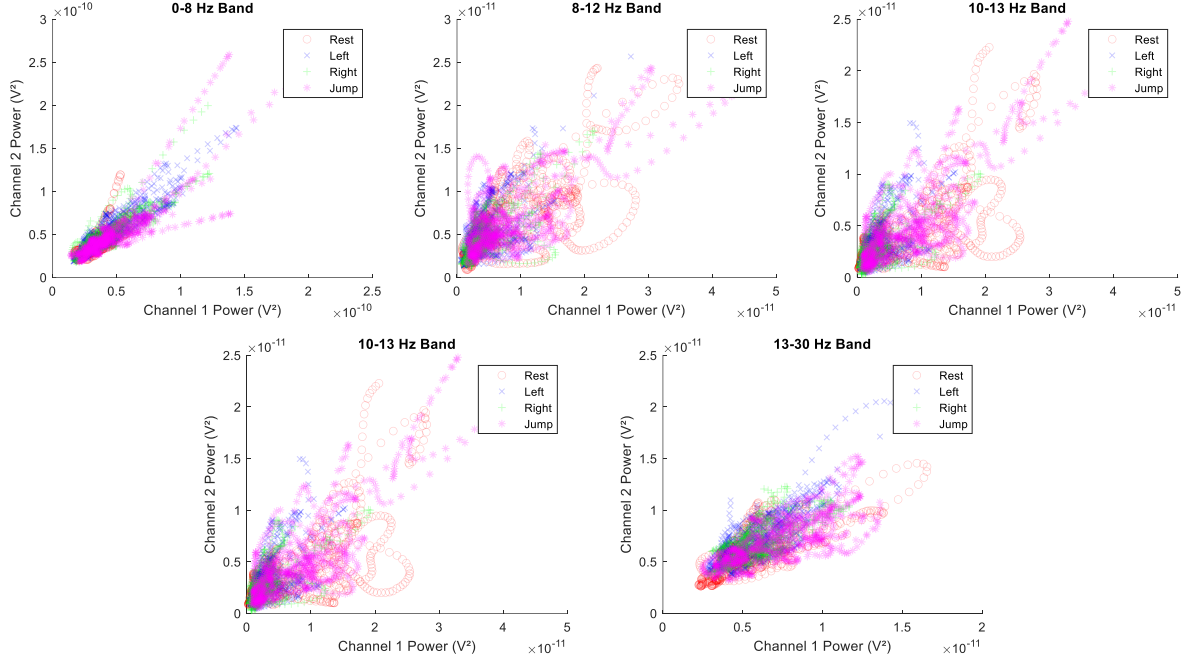 0-8 Hz Band
×10⁻¹⁰
3
2.5
2
1.5
1
0.5
0
Channel 2 Power (V²)
Rest
Left
Right
Jump
0 0.5 1 1.5 2 2.5
Channel 1 Power (V²)
×10⁻¹⁰
8-12 Hz Band
×10⁻¹¹
3
2.5
2
1.5
1
0.5
0
Channel 2 Power (V²)
Rest
Left
Right
Jump
0 1 2 3 4 5
Channel 1 Power (V²)
×10⁻¹¹
10-13 Hz Band
×10⁻¹¹
2.5
2
1.5
1
0.5
0
Channel 2 Power (V²)
Rest
Left
Right
Jump
0 1 2 3 4 5
Channel 1 Power (V²)
×10⁻¹¹
10-13 Hz Band
×10⁻¹¹
2.5
2
1.5
1
0.5
0
Channel 2 Power (V²)
Rest
Left
Right
Jump
0 1 2 3 4 5
Channel 1 Power (V²)
×10⁻¹¹
13-30 Hz Band
×10⁻¹¹
2.5
2
1.5
1
0.5
0
Channel 2 Power (V²)
Rest
Left
Right
Jump
0 0.5 1 1.5 2
Channel 1 Power (V²)
×10⁻¹¹